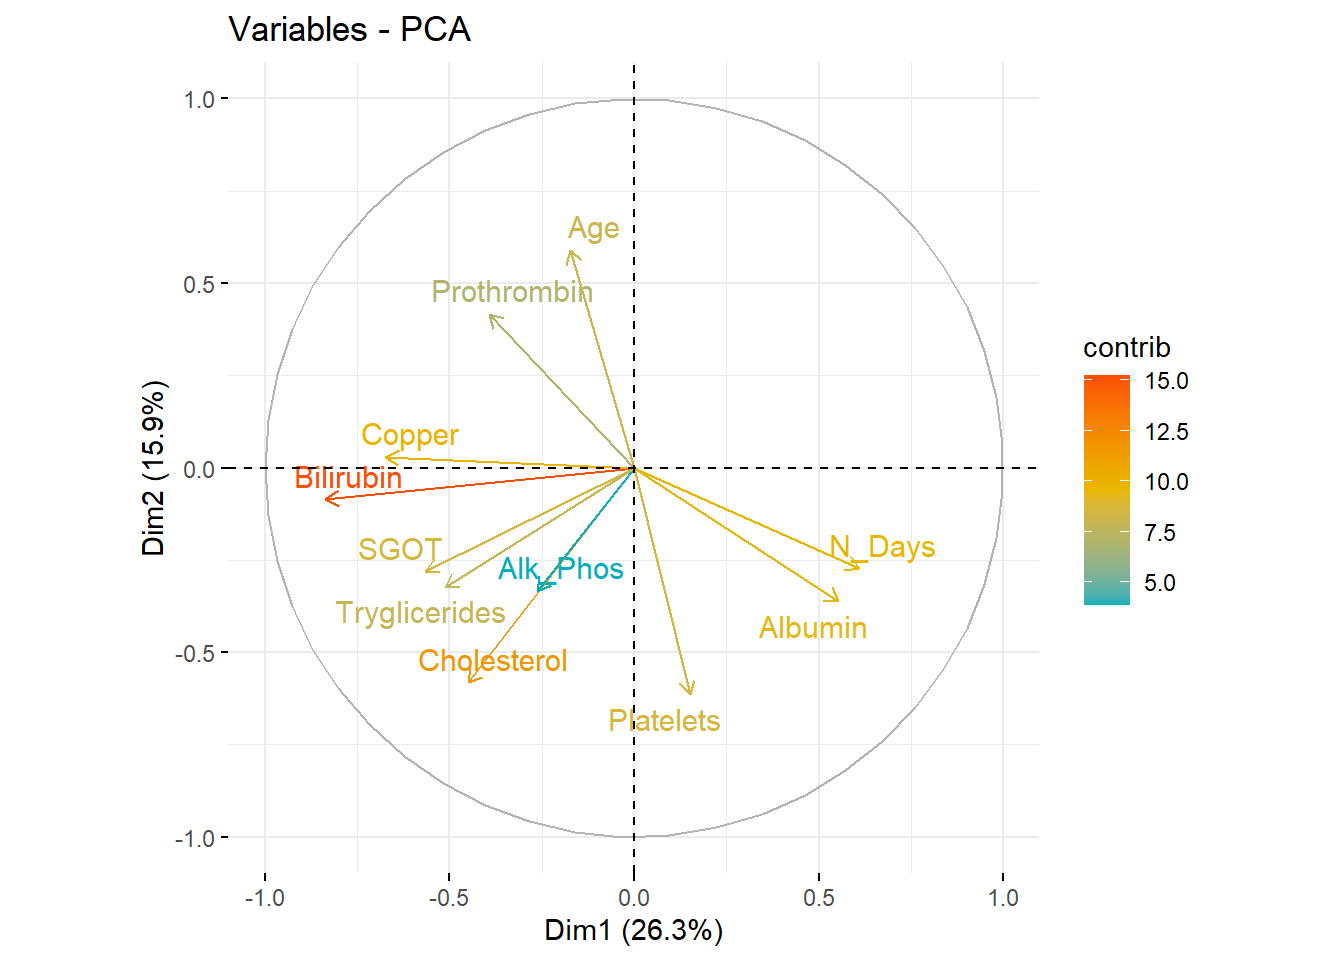 Variables - PCA
1.0
0.5
0.0
-0.5
-1.0
Dim2 (15.9%)
Age
Prothrombin
Copper
Bilirubin
SGOT
Alk_Phos
Tryglicerides
Cholesterol
N_Days
Albumin
Platelets
-1.0
-0.5
0.0
0.5
1.0
Dim1 (26.3%)
contrib
15.0
12.5
10.0
7.5
5.0